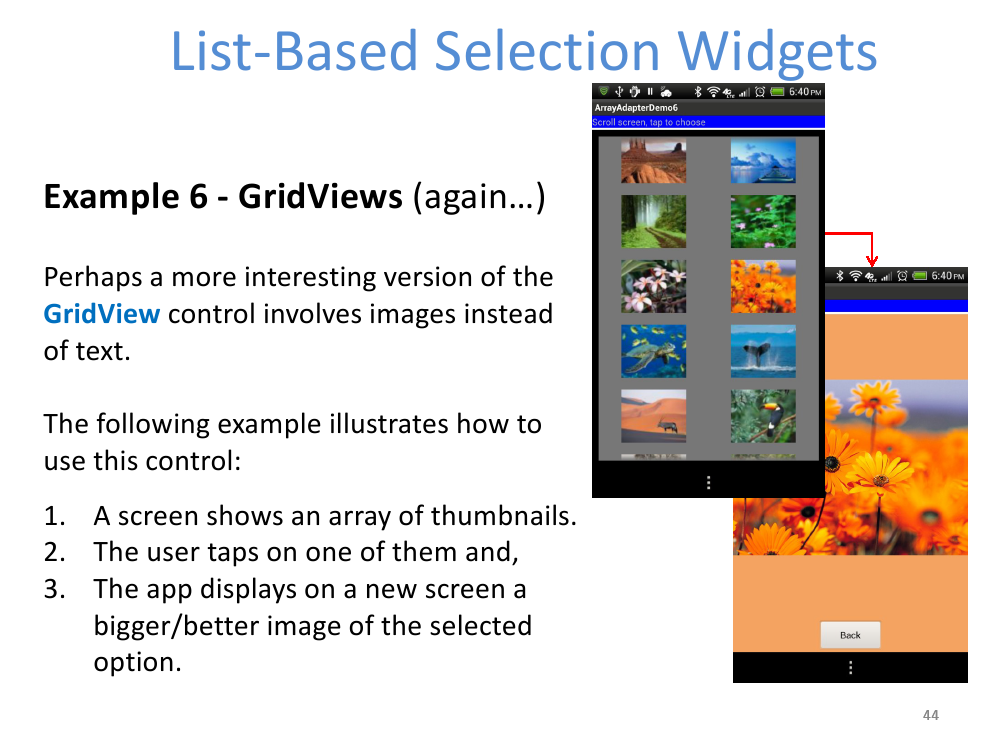 List-Based Selection Widgets
6:40 PM
ArrayAdapterDemo6
Scroll screen, tap to choose
Example 6 - GridViews (again…)
Perhaps a more interesting version of the
GridView control involves images instead
of text.
The following example illustrates how to
use this control:
1. A screen shows an array of thumbnails.
2. The user taps on one of them and,
3. The app displays on a new screen a
bigger/better image of the selected
option.
6:40 PM
Back
44